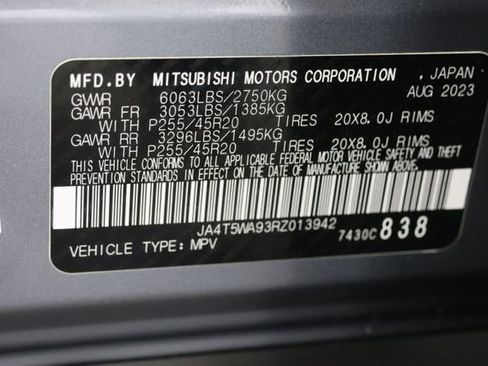 MFD.BY MITSUBISHI MOTORS CORPORATION , JAPAN
GVWR 6063LBS/2750KG AUG 2023
GAWR FR 3053LBS/1385KG
WITH P255/45R20 TIRES 20X8.0J RIMS
GAWR RR 3296LBS/1495KG
WITH P255/45R20 TIRES 20X8.0J RIMS
THIS VEHICLE CONFORMS TO ALL APPLICABLE FEDERAL MOTOR VEHICLE SAFETY AND THEFT
PREVENTION STANDARDS IN EFFECT ON THE DATE OF MANUFACTURE SHOWN ABOVE.
JA4T5WA93RZ013942
VEHICLE TYPE: MPV 7430C 838